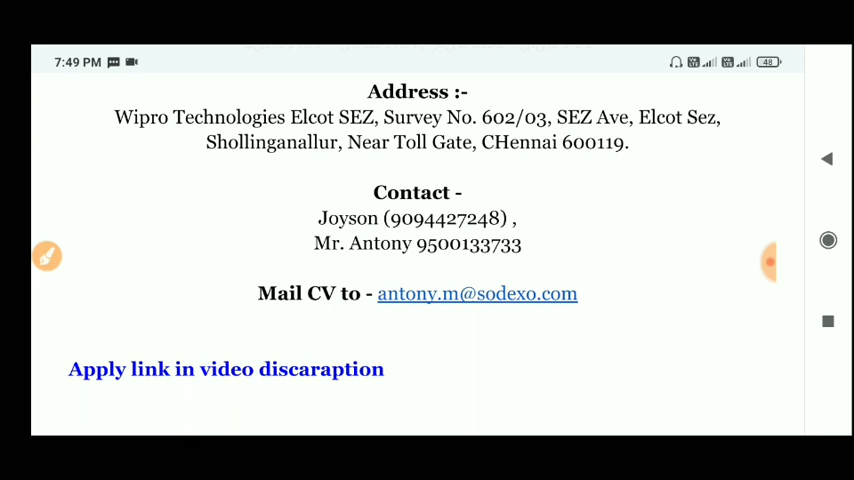 7:49 PM
48
Address :-
Wipro Technologies Elcot SEZ, Survey No. 602/03, SEZ Ave, Elcot Sez,
Shollinganallur, Near Toll Gate, CHennai 600119.
Contact -
Joyson (9094427248) ,
Mr. Antony 9500133733
Mail CV to - antony.m@sodexo.com
Apply link in video discaraption